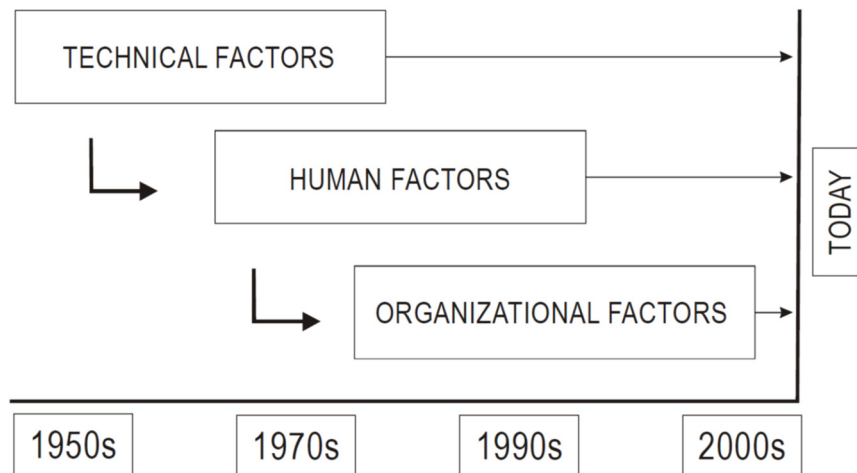 TECHNICAL FACTORS
HUMAN FACTORS
TODAY
ORGANIZATIONAL FACTORS
1950s
1970s
1990s
2000s